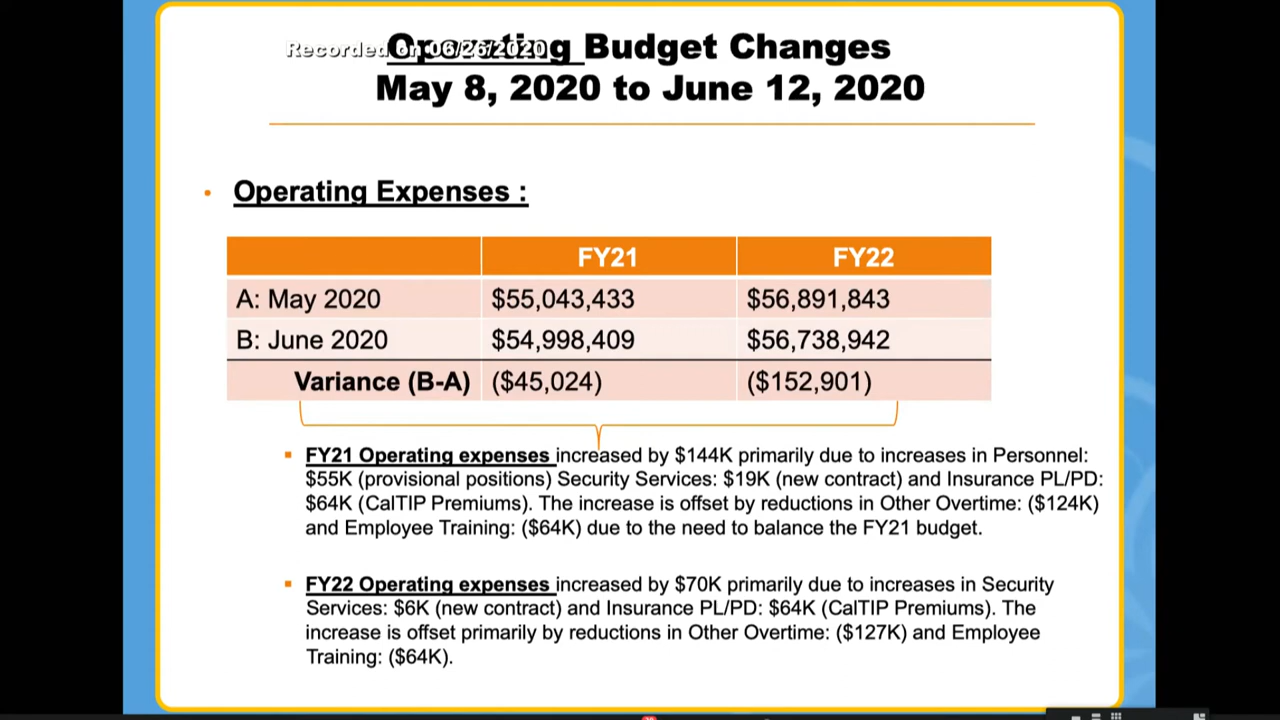 Recorded on 06/26/2020
Operating Budget Changes
May 8, 2020 to June 12, 2020
• Operating Expenses :
FY21 FY22
A: May 2020 $55,043,433 $56,891,843
B: June 2020 $54,998,409 $56,738,942
Variance (B-A) ($45,024) ($152,901)
▪ FY21 Operating expenses increased by $144K primarily due to increases in Personnel:
$55K (provisional positions) Security Services: $19K (new contract) and Insurance PL/PD:
$64K (CalTIP Premiums). The increase is offset by reductions in Other Overtime: ($124K)
and Employee Training: ($64K) due to the need to balance the FY21 budget.
▪ FY22 Operating expenses increased by $70K primarily due to increases in Security
Services: $6K (new contract) and Insurance PL/PD: $64K (CalTIP Premiums). The
increase is offset primarily by reductions in Other Overtime: ($127K) and Employee
Training: ($64K).